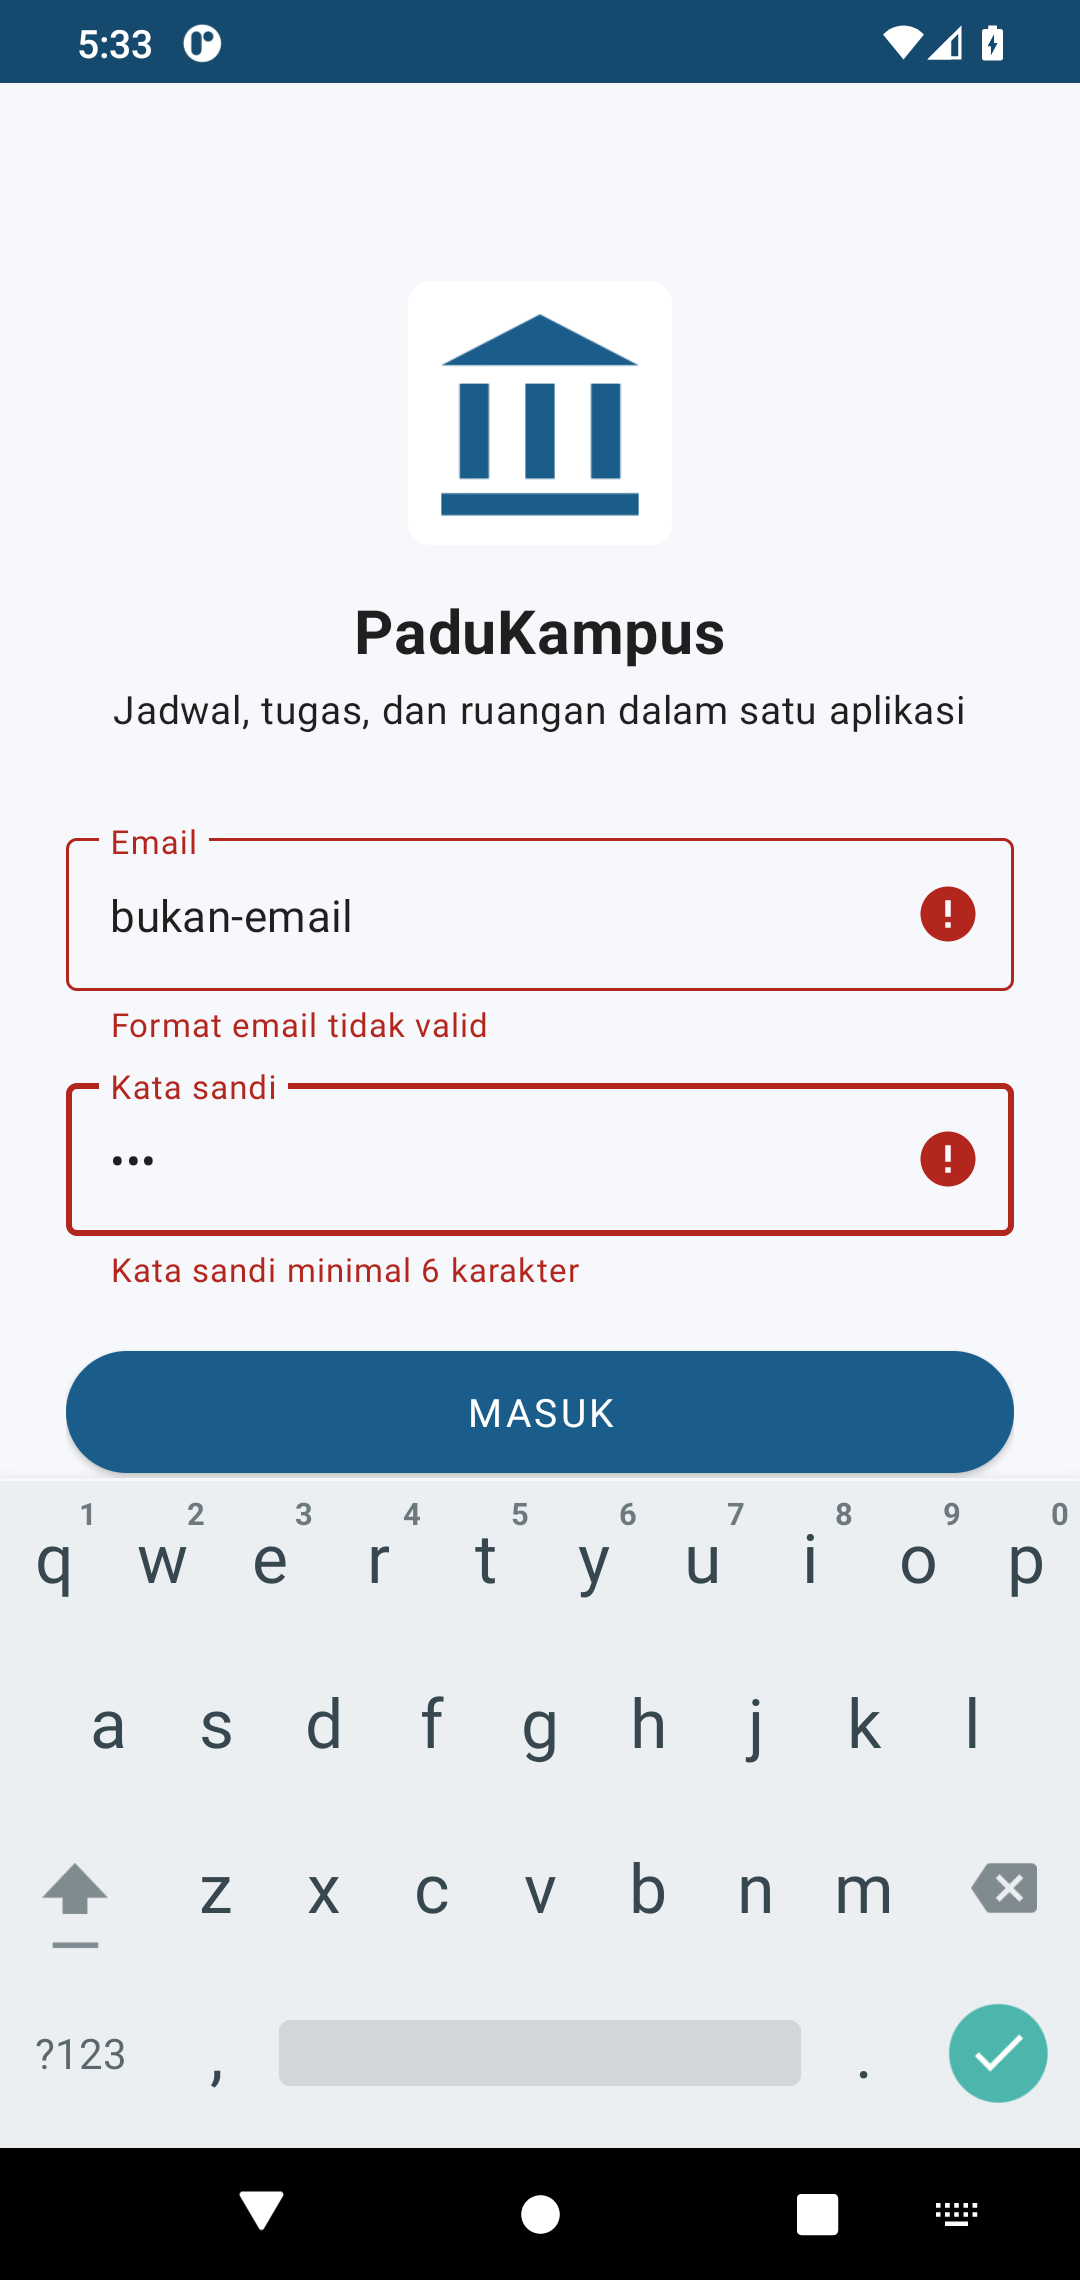 5:33
PaduKampus
Jadwal, tugas, dan ruangan dalam satu aplikasi
Email
bukan-email
Format email tidak valid
Kata sandi
•••
Kata sandi minimal 6 karakter
MASUK
1 2 3 4 5 6 7 8 9 0
q w e r t y u i o p
a s d f g h j k l
z x c v b n m
?123 , .